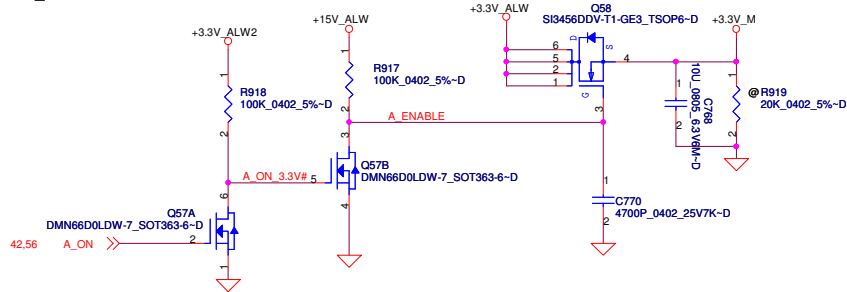 Q58
+3.3V_ALW
SI3456DDV-T1-GE3_TSOP6~D
+15V_ALW
+3.3V_M
+3.3V_ALW2
D
S
6
5
2
1
4
G
3
1
R917
100K_0402_5%~D
2
1
R918
100K_0402_5%~D
2
1
C768
10U_0805_6.3V6M~D
2
1
@R919
20K_0402_5%~D
2
A_ENABLE
3
Q57B
DMN66D0LDW-7_SOT363-6~D
A_ON_3.3V#
5
4
6
Q57A
DMN66D0LDW-7_SOT363-6~D
1
C770
4700P_0402_25V7K~D
2
42,56
A_ON
2
1